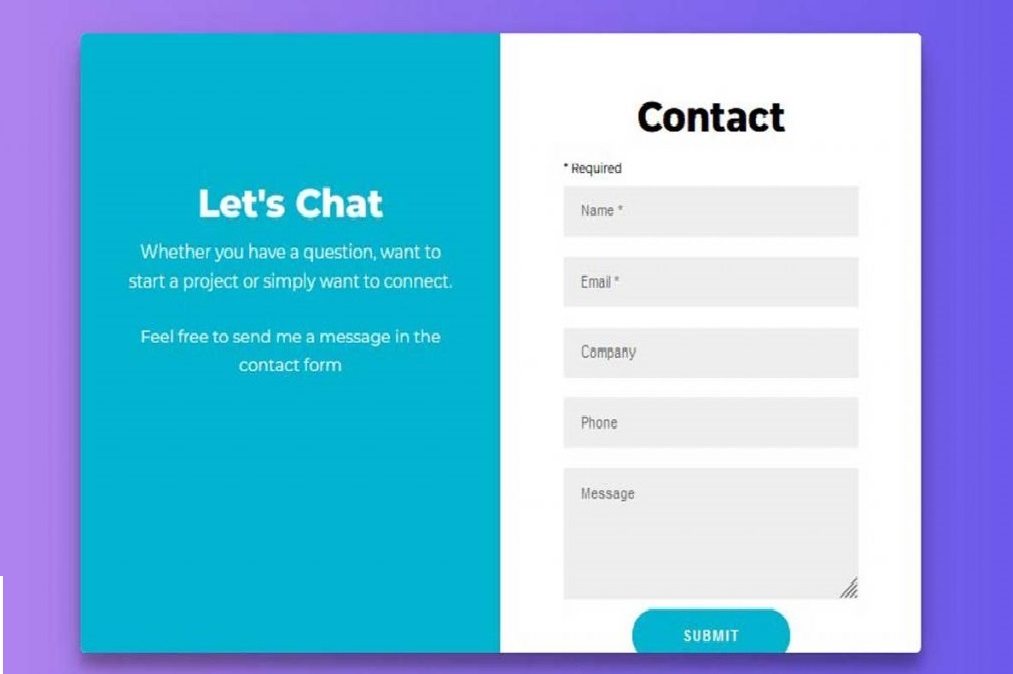 Let's Chat
Whether you have a question, want to
start a project or simply want to connect.
Feel free to send me a message in the
contact form
Contact
* Required
Name *
Email *
Company
Phone
Message
SUBMIT